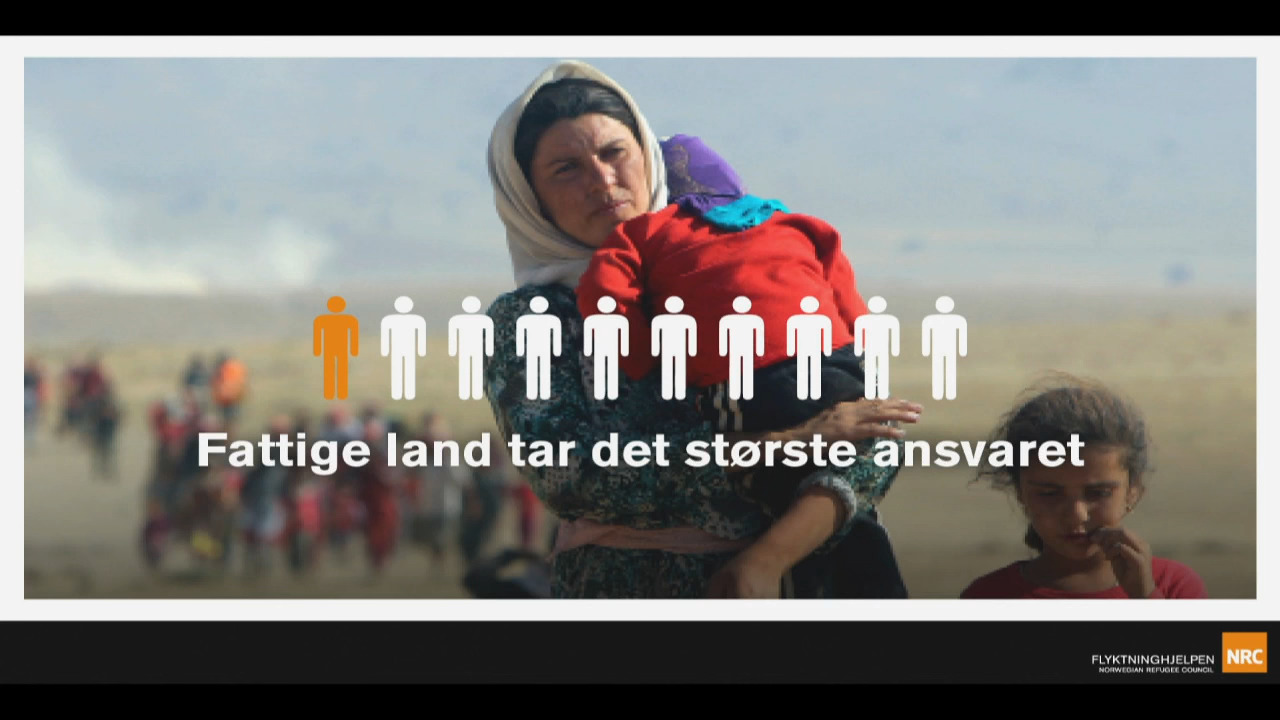 Fattige land tar det største ansvaret
FLYKTNINGHJELPEN
NORWEGIAN REFUGEE COUNCIL
NRC